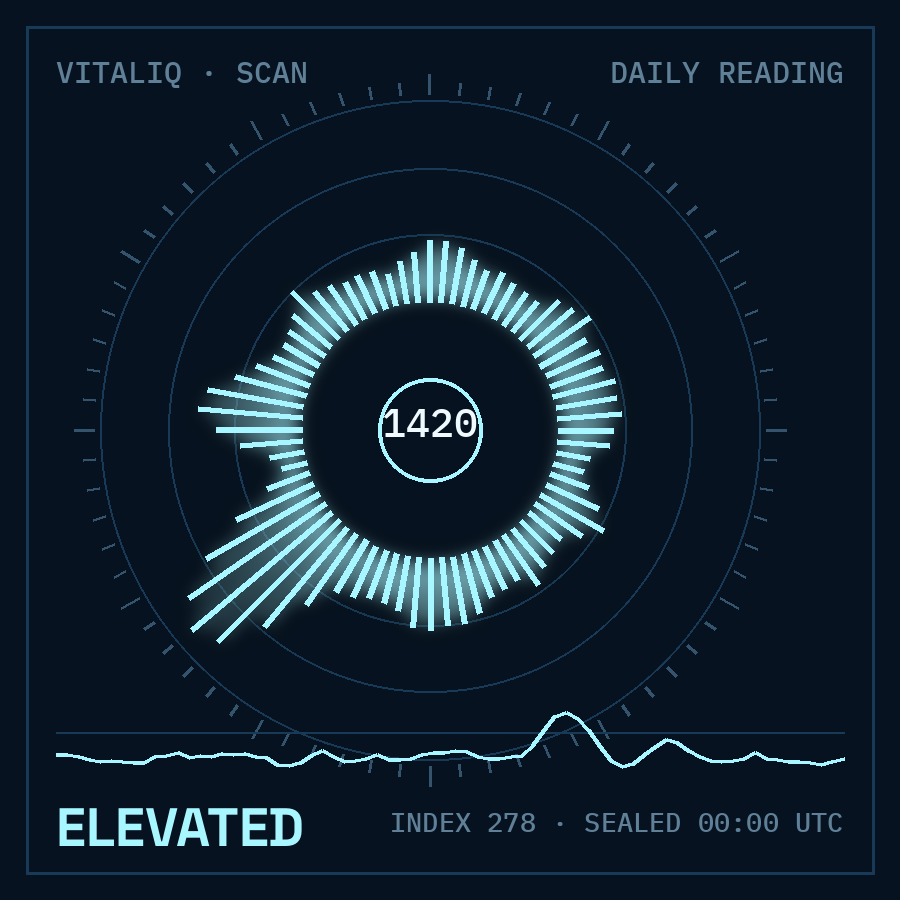 VITALIQ · SCAN
DAILY READING
1420
ELEVATED
INDEX 278 · SEALED 00:00 UTC